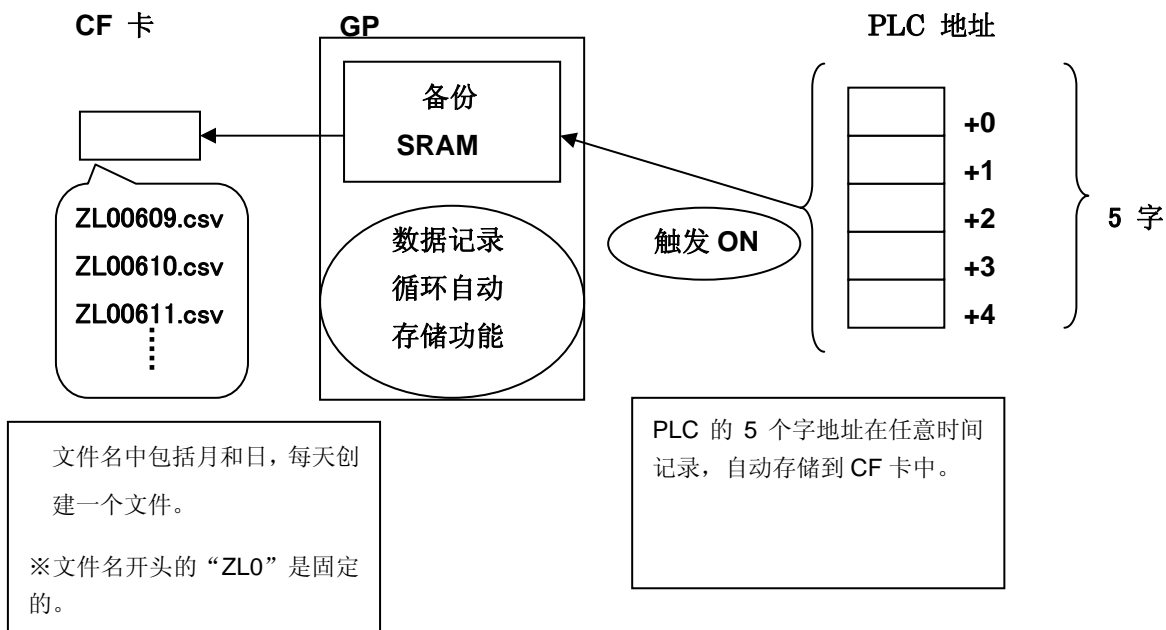 CF 卡
GP
PLC 地址
备份
SRAM
+0
+1
+2
+3
+4
5 字
触发 ON
ZL00609.csv
ZL00610.csv
ZL00611.csv
数据记录
循环自动
存储功能
文件名中包括月和日，每天创
建一个文件。
※文件名开头的“ZL0”是固定
的。
PLC 的 5 个字地址在任意时间
记录，自动存储到 CF 卡中。